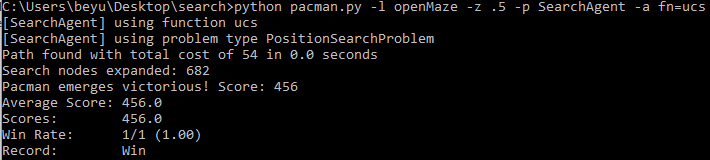 C:\Users\beyu\Desktop\search>python pacman.py -l openMaze -z .5 -p SearchAgent -a fn=ucs
[SearchAgent] using function ucs
[SearchAgent] using problem type PositionSearchProblem
Path found with total cost of 54 in 0.0 seconds
Search nodes expanded: 682
Pacman emerges victorious! Score: 456
Average Score: 456.0
Scores:        456.0
Win Rate:      1/1 (1.00)
Record:        Win